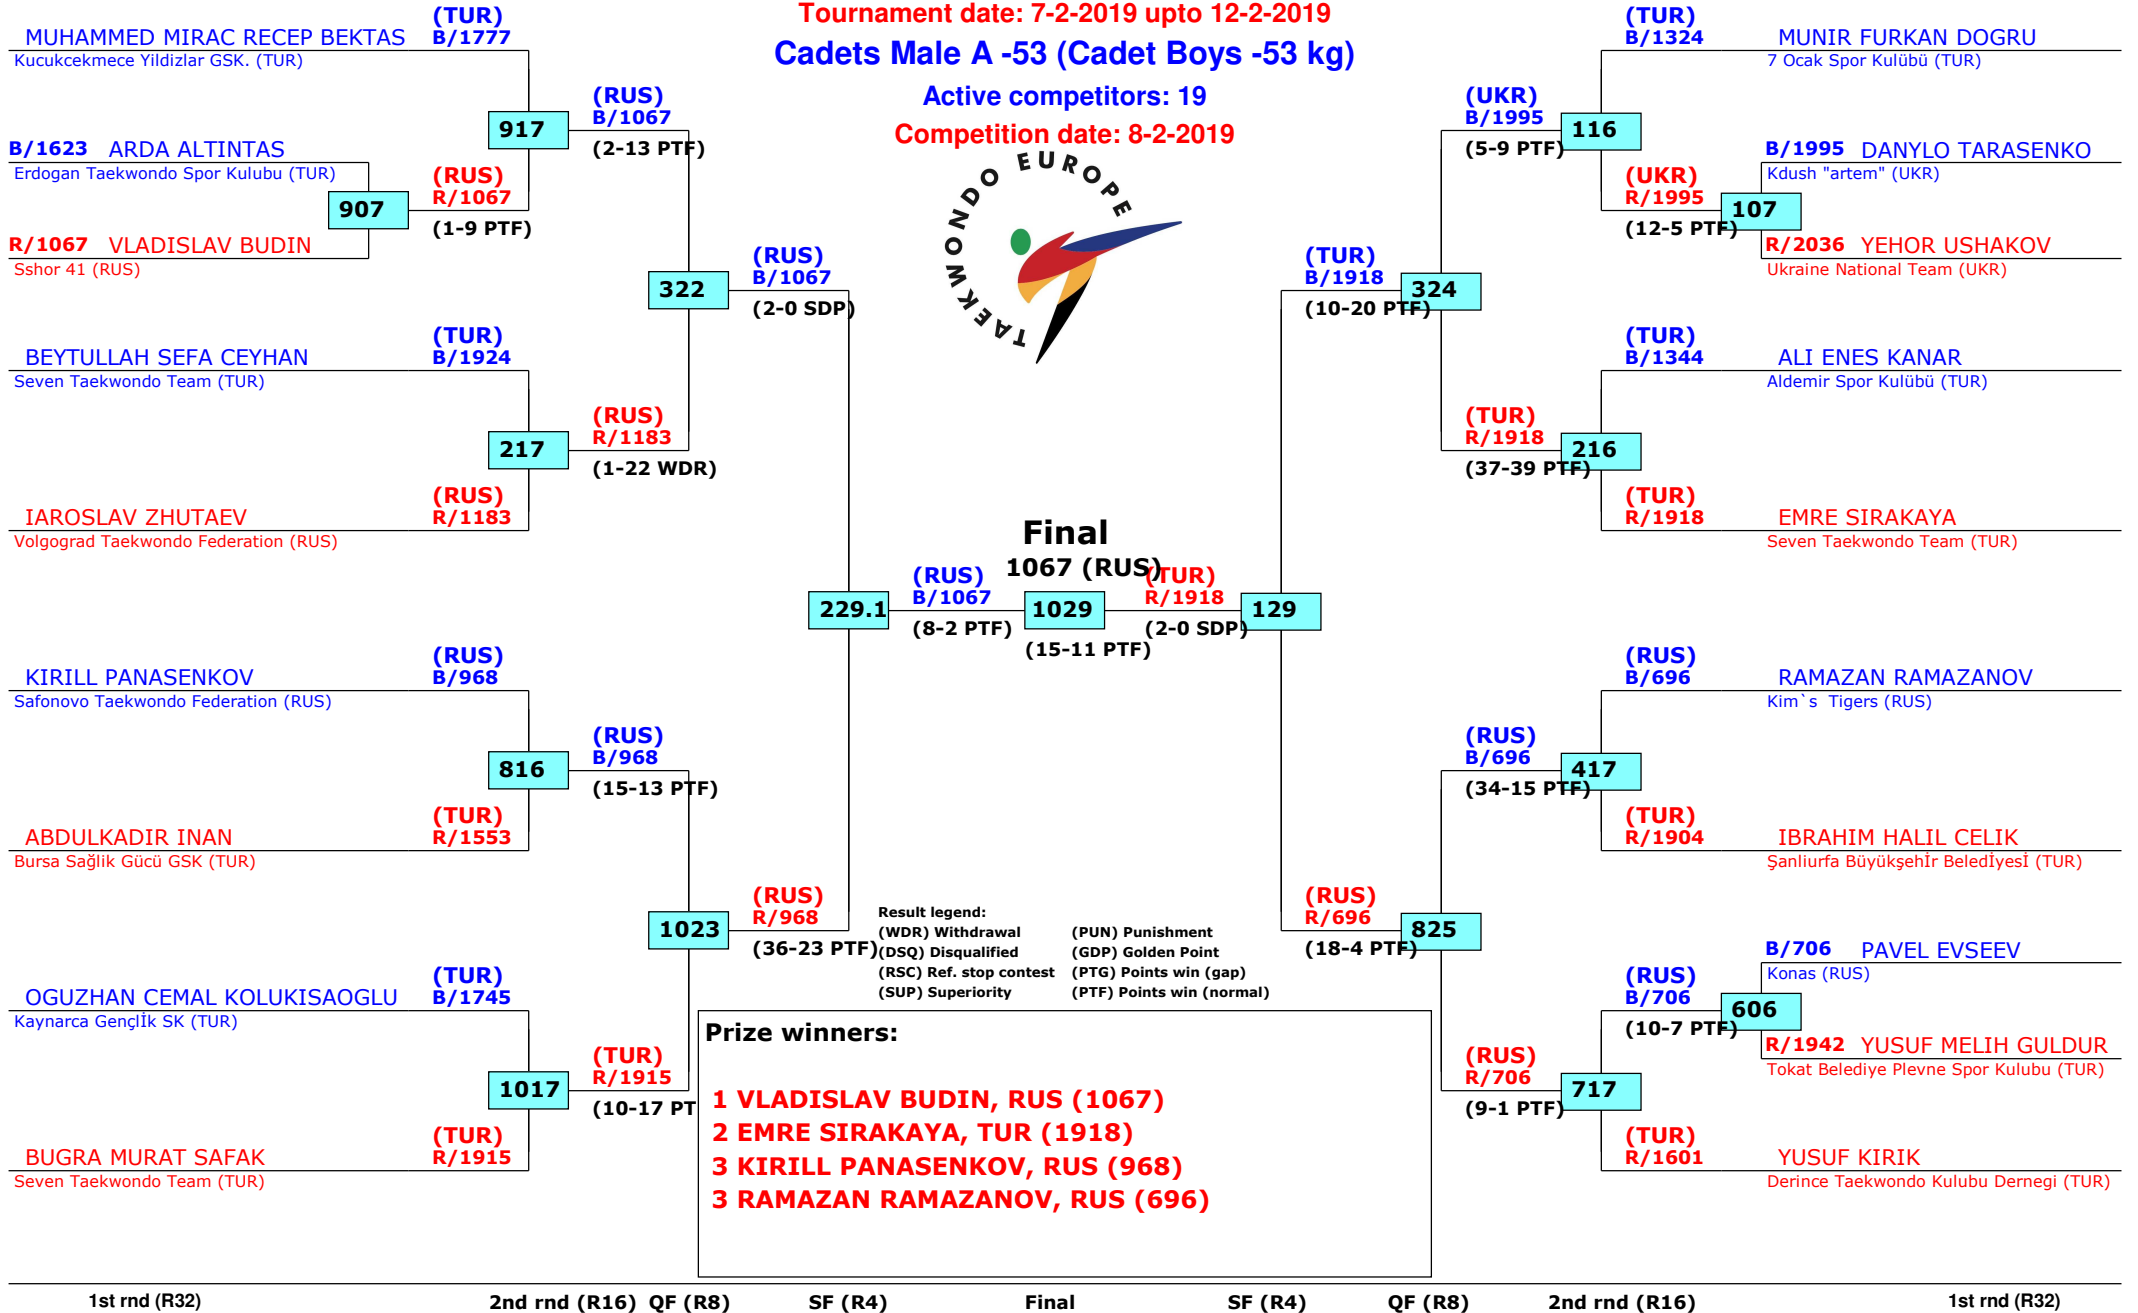 Tournament date: 7-2-2019 upto 12-2-2019
Cadets Male A -53 (Cadet Boys -53 kg)
Active competitors: 19
Competition date: 8-2-2019
TAEKWONDO EUROPE
(TUR)
MUHAMMED MIRAC RECEP BEKTAS B/1777
Kucukcekmece Yildizlar GSK. (TUR)
917
(RUS)
B/1067
(2-13 PTF)
B/1623 ARDA ALTINTAS
Erdogan Taekwondo Spor Kulubu (TUR)
907
(RUS)
R/1067
(1-9 PTF)
R/1067 VLADISLAV BUDIN
Sshor 41 (RUS)
322
(RUS)
B/1067
(2-0 SDP)
(TUR)
BEYTULLAH SEFA CEYHAN B/1924
Seven Taekwondo Team (TUR)
217
(RUS)
R/1183
(1-22 WDR)
(RUS)
IAROSLAV ZHUTAEV R/1183
Volgograd Taekwondo Federation (RUS)
229.1
(RUS)
B/1067
(8-2 PTF)
Final
1067 (RUS)
1029
(15-11 PTF)
(TUR)
R/1918
(2-0 SDP)
129
(RUS)
KIRILL PANASENKOV B/968
Safonovo Taekwondo Federation (RUS)
816
(RUS)
B/968
(15-13 PTF)
(TUR)
ABDULKADIR INAN R/1553
Bursa Sağlik Gücü GSK (TUR)
1023
(RUS)
R/968
(36-23 PTF)
(TUR)
OGUZHAN CEMAL KOLUKISAOGLU B/1745
Kaynarca Gençlİk SK (TUR)
1017
(TUR)
R/1915
(10-17 PT
(TUR)
BUGRA MURAT SAFAK R/1915
Seven Taekwondo Team (TUR)
(TUR)
B/1324 MUNIR FURKAN DOGRU
7 Ocak Spor Kulübü (TUR)
(UKR)
B/1995
(5-9 PTF)
116
B/1995 DANYLO TARASENKO
Kdush "artem" (UKR)
(UKR)
R/1995
(12-5 PTF)
107
R/2036 YEHOR USHAKOV
Ukraine National Team (UKR)
(TUR)
B/1918
(10-20 PTF)
324
(TUR)
B/1344 ALI ENES KANAR
Aldemir Spor Kulübü (TUR)
(TUR)
R/1918
(37-39 PTF)
216
(TUR)
R/1918 EMRE SIRAKAYA
Seven Taekwondo Team (TUR)
(RUS)
B/696 RAMAZAN RAMAZANOV
Kim`s Tigers (RUS)
(RUS)
B/696
(34-15 PTF)
417
(TUR)
R/1904 IBRAHIM HALIL CELIK
Şanliurfa Büyükşehİr Beledİyesİ (TUR)
(RUS)
R/696
(18-4 PTF)
825
B/706 PAVEL EVSEEV
Konas (RUS)
(RUS)
B/706
(10-7 PTF)
606
R/1942 YUSUF MELIH GULDUR
Tokat Belediye Plevne Spor Kulubu (TUR)
(RUS)
R/706
(9-1 PTF)
717
(TUR)
R/1601 YUSUF KIRIK
Derince Taekwondo Kulubu Dernegi (TUR)
Result legend:
(WDR) Withdrawal (PUN) Punishment
(DSQ) Disqualified (GDP) Golden Point
(RSC) Ref. stop contest (PTG) Points win (gap)
(SUP) Superiority (PTF) Points win (normal)
Prize winners:
1 VLADISLAV BUDIN, RUS (1067)
2 EMRE SIRAKAYA, TUR (1918)
3 KIRILL PANASENKOV, RUS (968)
3 RAMAZAN RAMAZANOV, RUS (696)
1st rnd (R32) 2nd rnd (R16) QF (R8) SF (R4) Final SF (R4) QF (R8) 2nd rnd (R16) 1st rnd (R32)